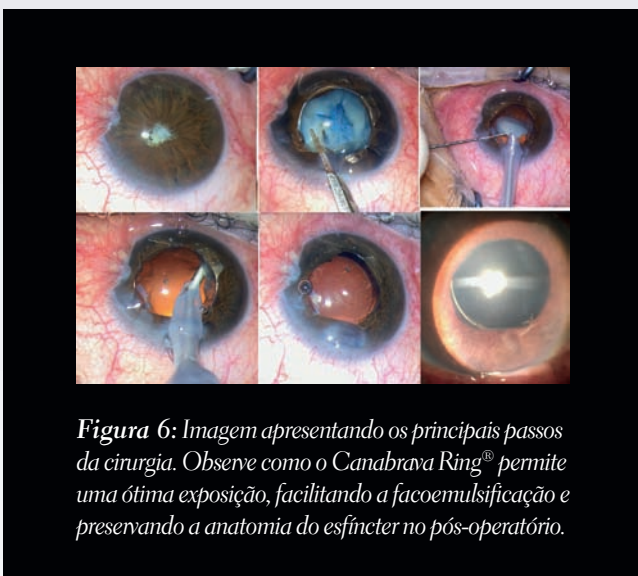 Figura 6: Imagem apresentando os principais passos
da cirurgia. Observe como o Canabrava Ring® permite
uma ótima exposição, facilitando a facoemulsificação e
preservando a anatomia do esfíncter no pós-operatório.